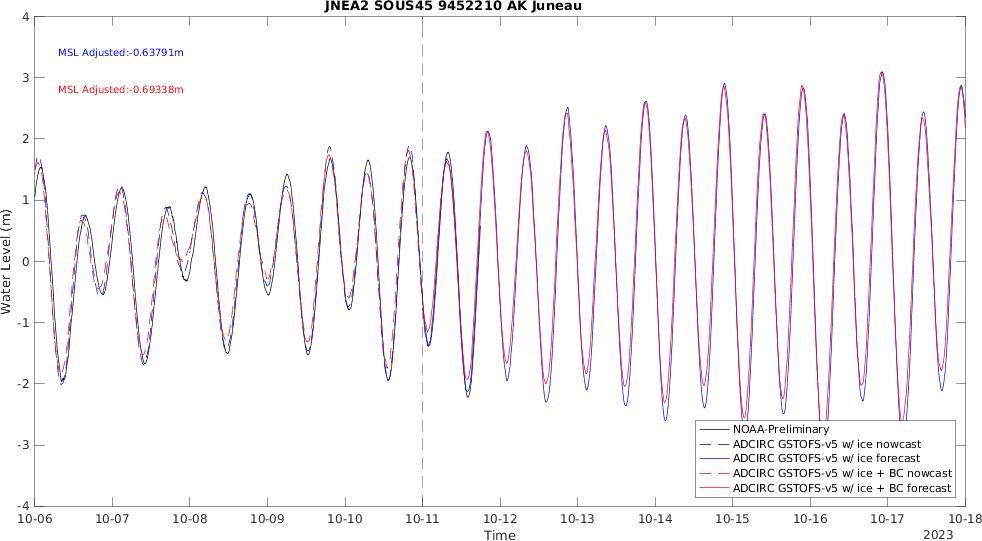 JNEA2 SOUS45 9452210 AK Juneau
MSL Adjusted:-0.63791m
MSL Adjusted:-0.69338m
Water Level (m)
4
3
2
1
0
-1
-2
-3
-4
NOAA-Preliminary
ADCIRC GSTOFS-v5 w/ ice nowcast
ADCIRC GSTOFS-v5 w/ ice forecast
ADCIRC GSTOFS-v5 w/ ice + BC nowcast
ADCIRC GSTOFS-v5 w/ ice + BC forecast
10-06 10-07 10-08 10-09 10-10 10-11 10-12 10-13 10-14 10-15 10-16 10-17 10-18
Time
2023